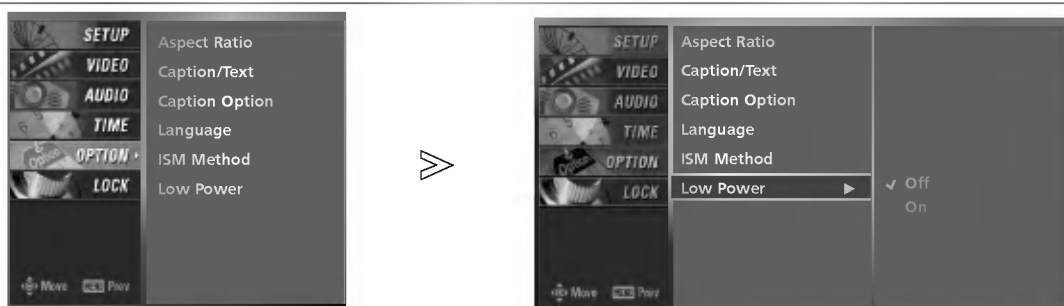 SETUP
VIDEO
AUDIO
TIME
OPTION
LOCK
Aspect Ratio
Caption/Text
Caption Option
Language
ISM Method
Low Power
Move Prev
SETUP
VIDEO
AUDIO
TIME
OPTION
LOCK
Aspect Ratio
Caption/Text
Caption Option
Language
ISM Method
Low Power ▶
✓ Off
On
Move Prev